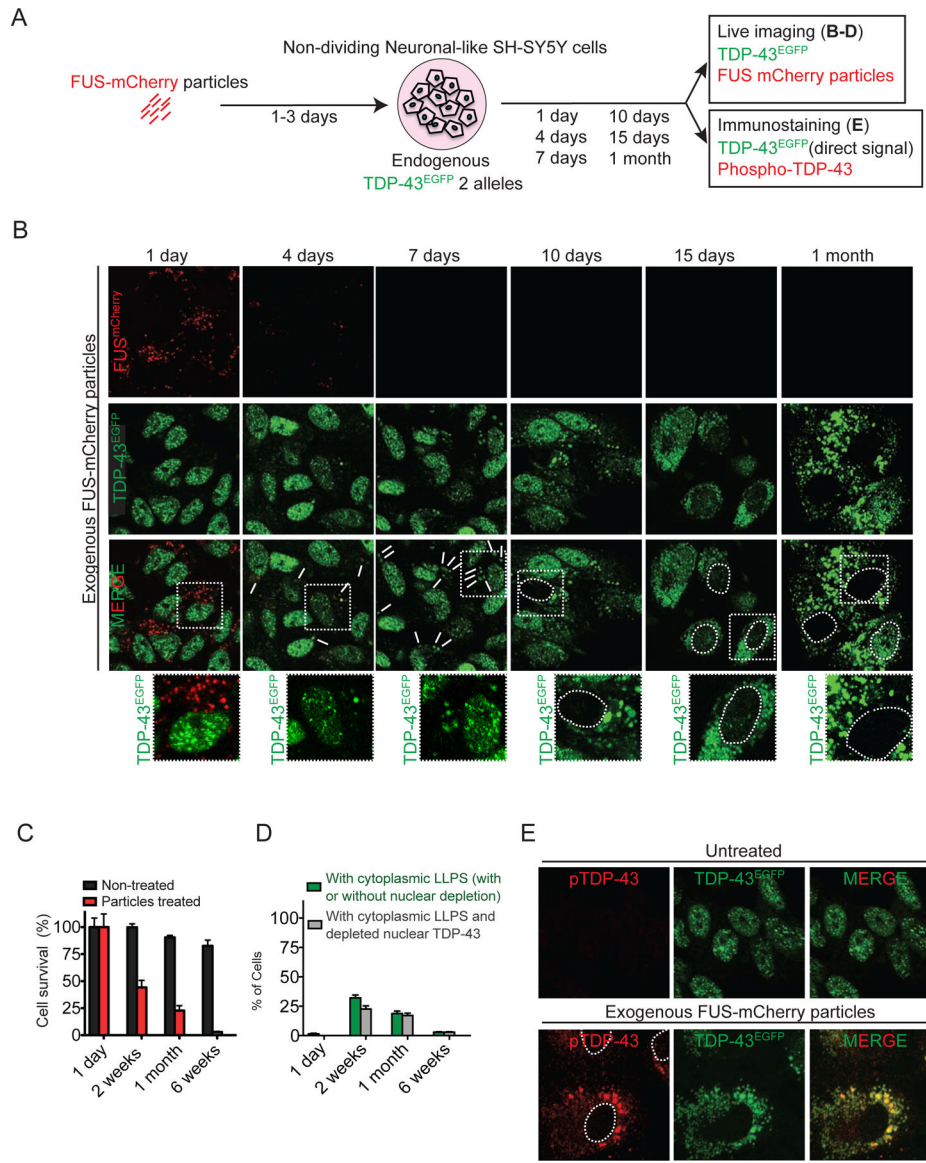 A
Non-dividing Neuronal-like SH-SY5Y cells
FUS-mCherry particles
1-3 days
Endogenous
TDP-43EGFP 2 alleles
1 day 10 days
4 days 15 days
7 days 1 month
Live imaging (B-D)
TDP-43EGFP
FUS mCherry particles
Immunostaining (E)
TDP-43EGFP(direct signal)
Phospho-TDP-43
B
1 day 4 days 7 days 10 days 15 days 1 month
Exogenous FUS-mCherry particles
FUSmCherry
TDP-43EGFP
MERGE
TDP-43EGFP TDP-43EGFP TDP-43EGFP TDP-43EGFP TDP-43EGFP TDP-43EGFP
C
Non-treated
Particles treated
Cell survival (%)
100
75
50
25
0
1 day 2 weeks 1 month 6 weeks
D
With cytoplasmic LLPS (with
or without nuclear depletion)
With cytoplasmic LLPS and
depleted nuclear TDP-43
% of Cells
100
75
50
25
0
1 day 2 weeks 1 month 6 weeks
E
Untreated
pTDP-43 TDP-43EGFP MERGE
Exogenous FUS-mCherry particles
pTDP-43 TDP-43EGFP MERGE